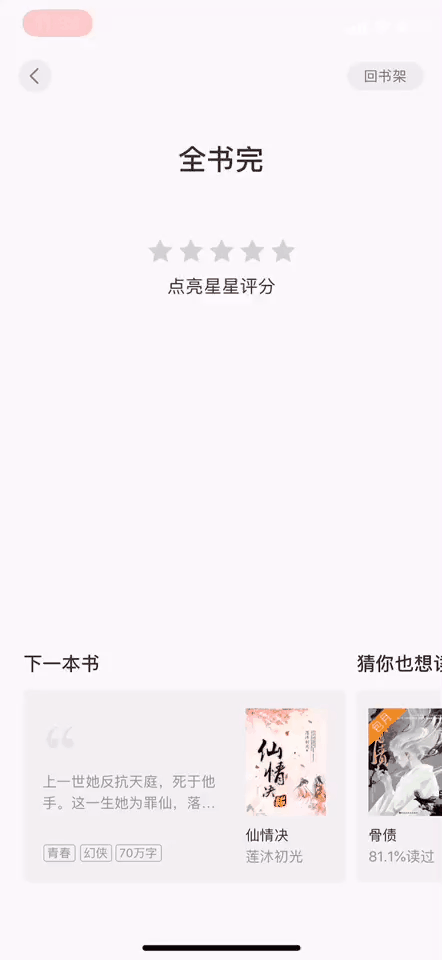 回书架
全书完
点亮星星评分
下一本书
猜你也想读
上一世她反抗天庭，死于他
手。这一生她为罪仙，落...
青春 幻侠 70万字
仙情决
仙情决
莲沐初光
包月
骨债
81.1%读过